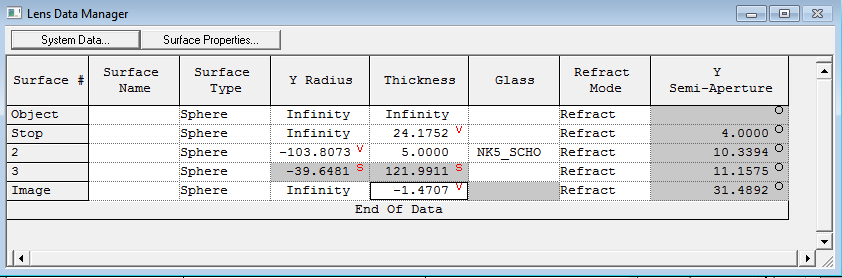 Lens Data Manager
System Data... Surface Properties...
Surface # Surface Name Surface Type Y Radius Thickness Glass Refract Mode Y Semi-Aperture
Object Sphere Infinity Infinity Refract O
Stop Sphere Infinity 24.1752 V Refract 4.0000 O
2 Sphere -103.8073 V 5.0000 NK5_SCHO Refract 10.3394 O
3 Sphere -39.6481 S 121.9911 S Refract 11.1575 O
Image Sphere Infinity -1.4707 V Refract 31.4892 O
End Of Data